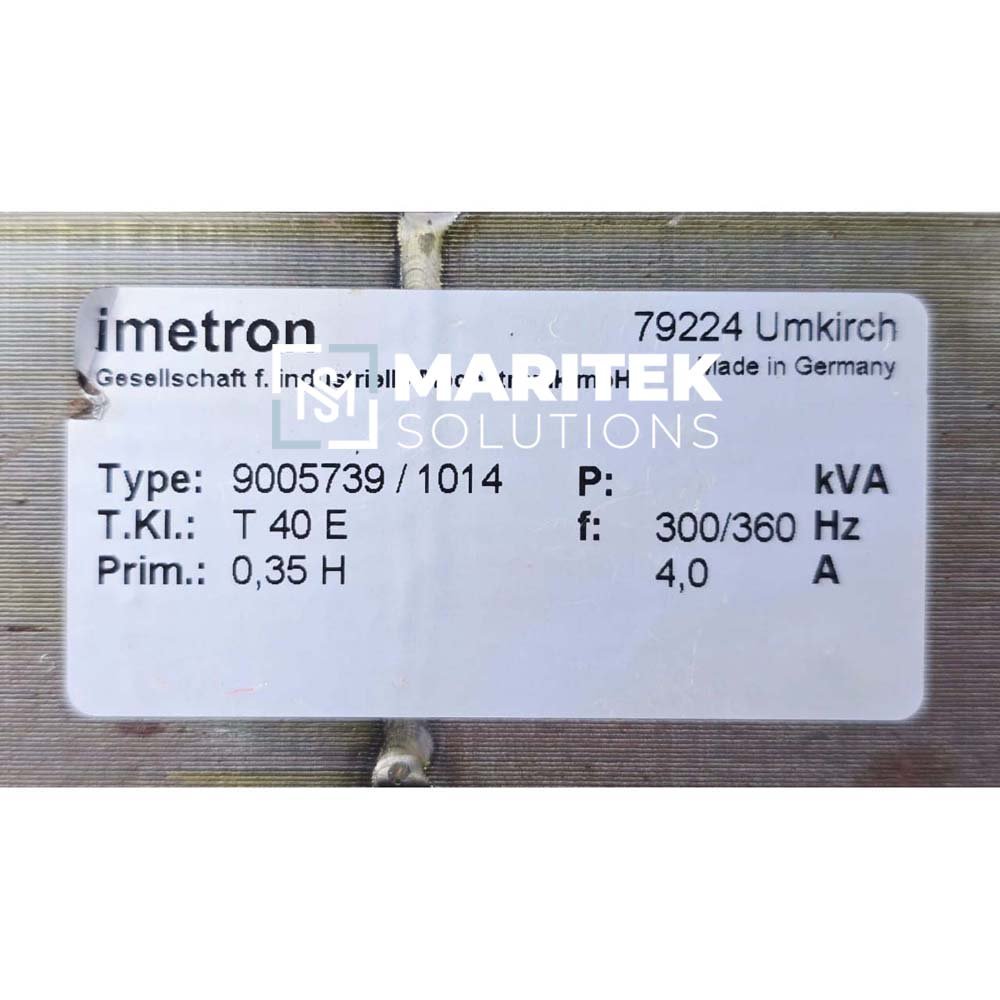 imetron
79224 Umkirch
Gesellschaft f. industrielle
Made in Germany
MARITEK
SOLUTIONS
Type: 9005739 / 1014 P: kVA
T.Kl.: T 40 E f: 300/360 Hz
Prim.: 0,35 H 4,0 A